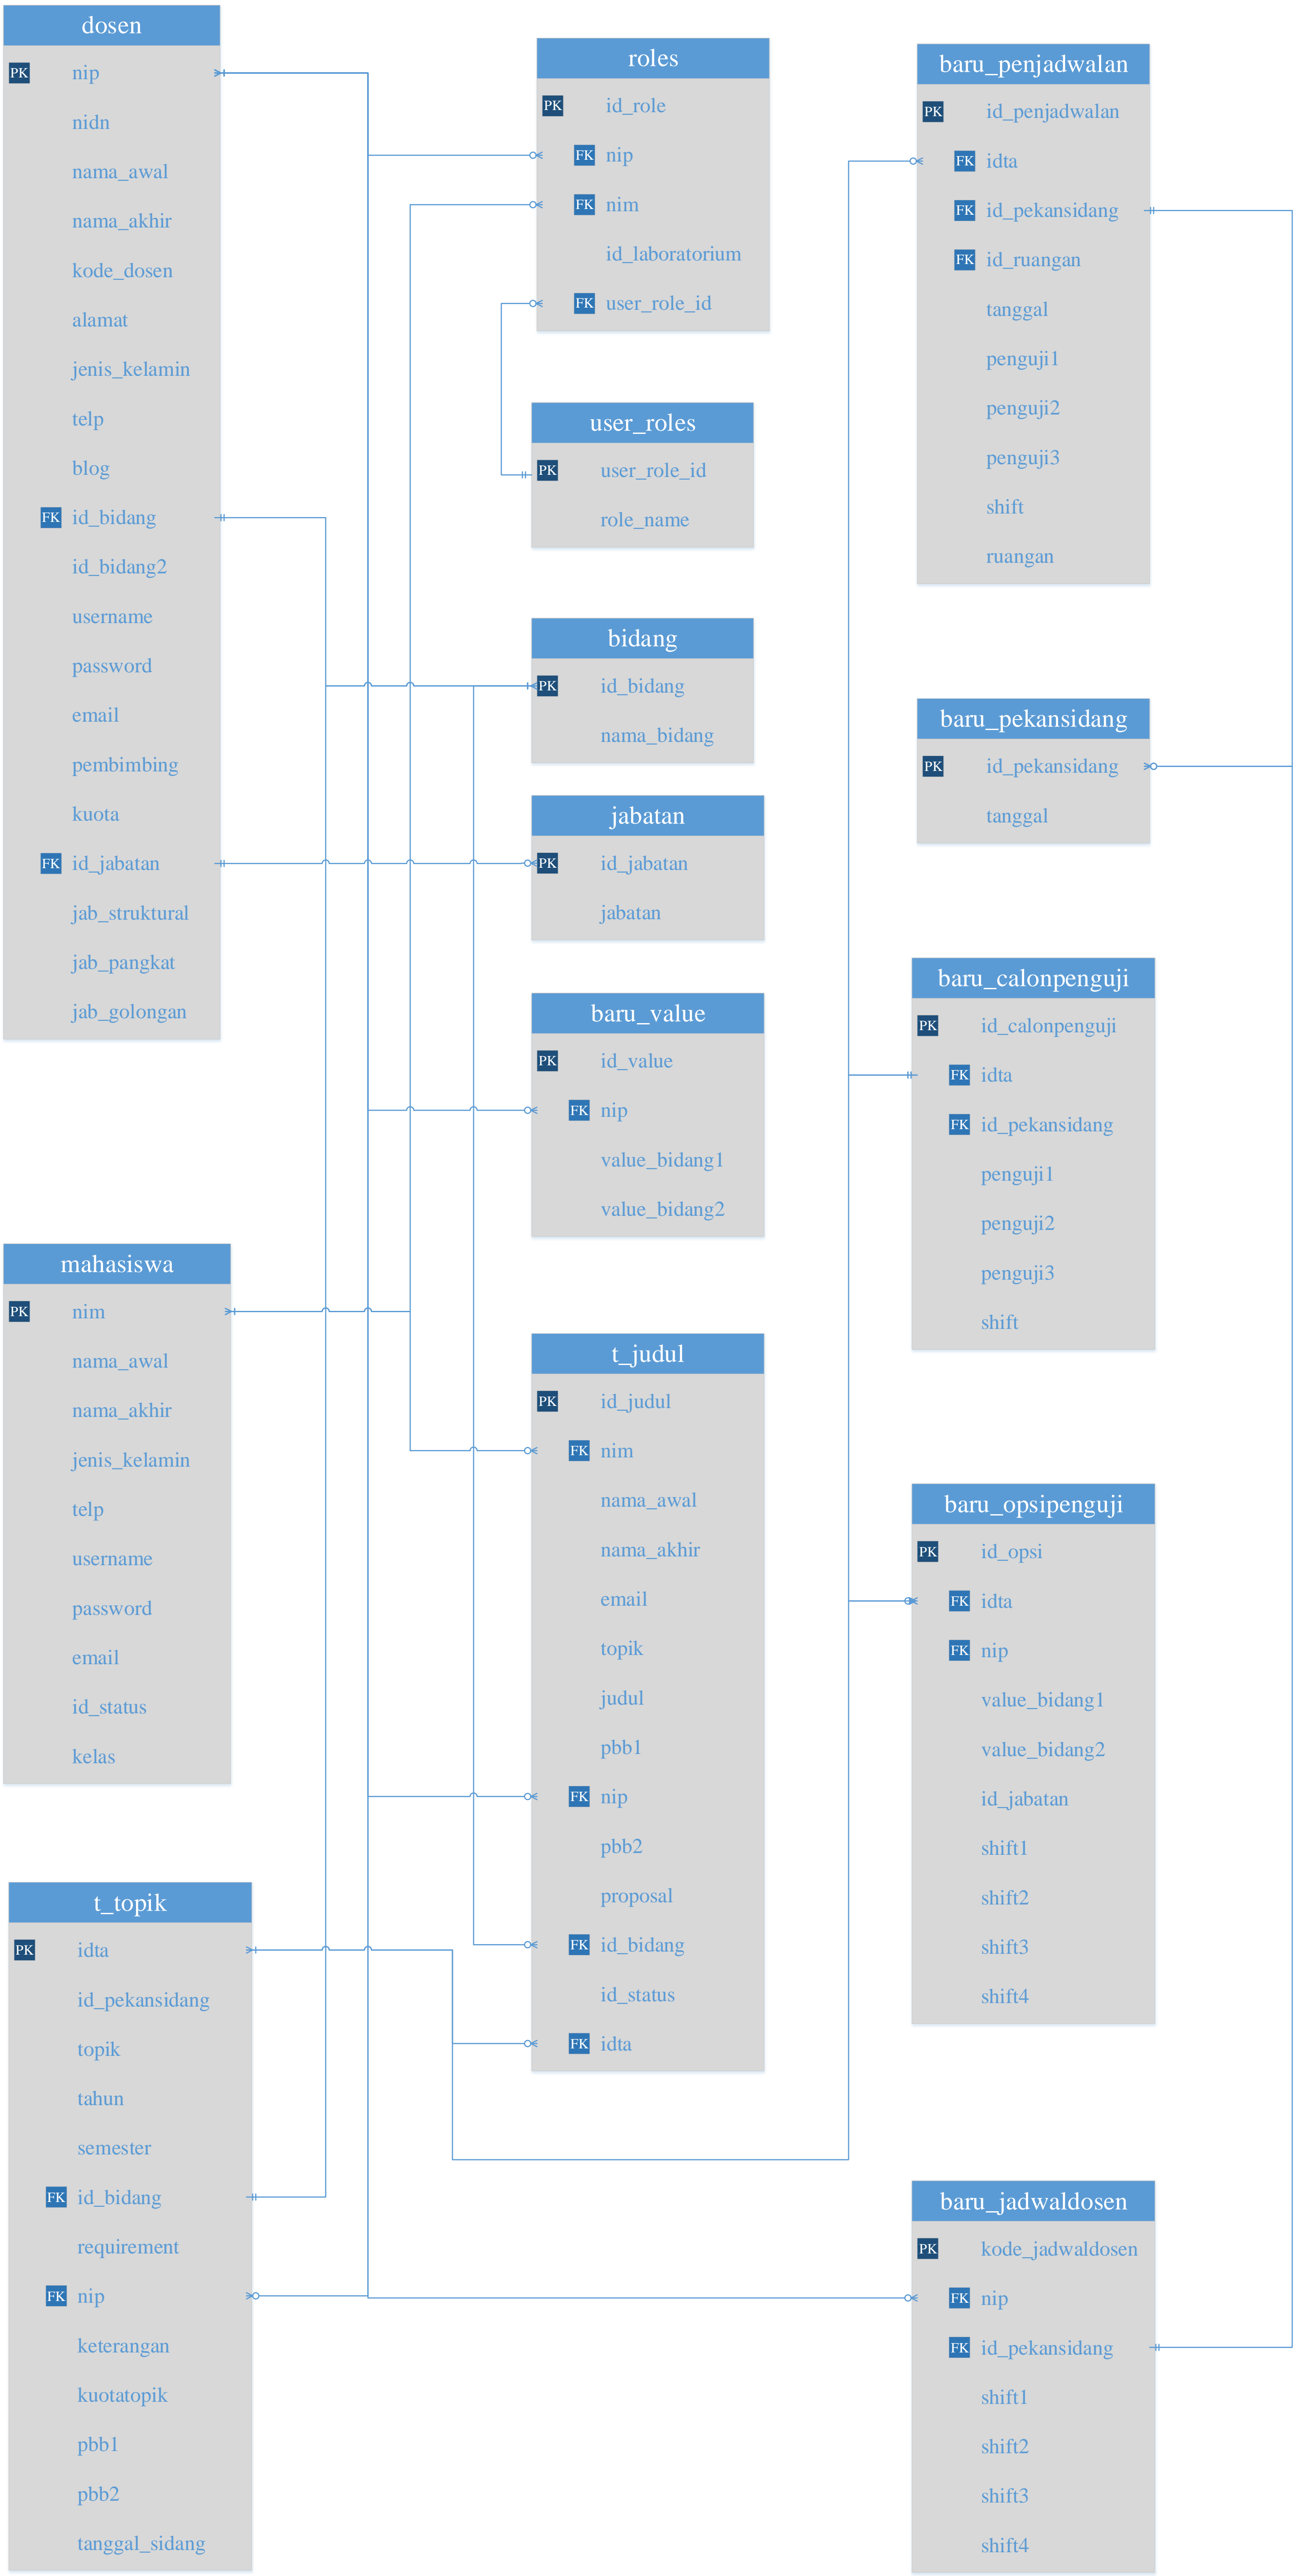 dosen
PK nip
nidn
nama_awal
nama_akhir
kode_dosen
alamat
jenis_kelamin
telp
blog
FK id_bidang
id_bidang2
username
password
email
pembimbing
kuota
FK id_jabatan
jab_struktural
jab_pangkat
jab_golongan
mahasiswa
PK nim
nama_awal
nama_akhir
jenis_kelamin
telp
username
password
email
id_status
kelas
t_topik
PK idta
id_pekansidang
topik
tahun
semester
FK id_bidang
requirement
FK nip
keterangan
kuotatopik
pbb1
pbb2
tanggal_sidang
roles
PK id_role
FK nip
FK nim
id_laboratorium
FK user_role_id
user_roles
PK user_role_id
role_name
bidang
PK id_bidang
nama_bidang
jabatan
PK id_jabatan
jabatan
baru_value
PK id_value
FK nip
value_bidang1
value_bidang2
t_judul
PK id_judul
FK nim
nama_awal
nama_akhir
email
topik
judul
pbb1
FK nip
pbb2
proposal
FK id_bidang
id_status
FK idta
baru_penjadwalan
PK id_penjadwalan
FK idta
FK id_pekansidang
FK id_ruangan
tanggal
penguji1
penguji2
penguji3
shift
ruangan
baru_pekansidang
PK id_pekansidang
tanggal
baru_calonpenguji
PK id_calonpenguji
FK idta
FK id_pekansidang
penguji1
penguji2
penguji3
shift
baru_opsipenguji
PK id_opsi
FK idta
FK nip
value_bidang1
value_bidang2
id_jabatan
shift1
shift2
shift3
shift4
baru_jadwaldosen
PK kode_jadwaldosen
FK nip
FK id_pekansidang
shift1
shift2
shift3
shift4